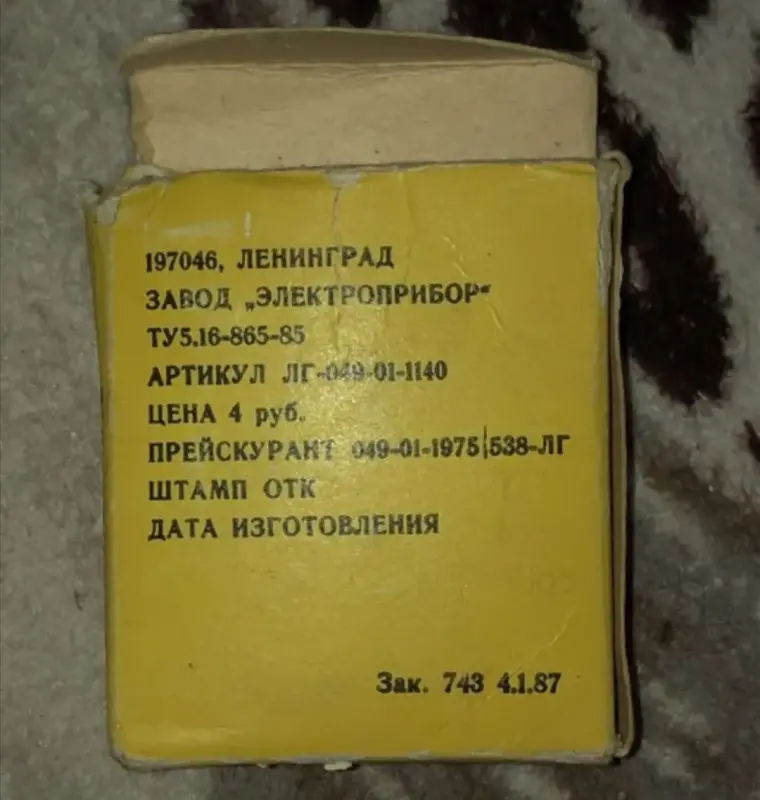 197046, ЛЕНИНГРАД
ЗАВОД „ЭЛЕКТРОПРИБОР“
ТУ5.16-865-85
АРТИКУЛ ЛГ-049-01-1140
ЦЕНА 4 руб.
ПРЕЙСКУРАНТ 049-01-1975/538-ЛГ
ШТАМП ОТК
ДАТА ИЗГОТОВЛЕНИЯ
Зак. 743 4.1.87